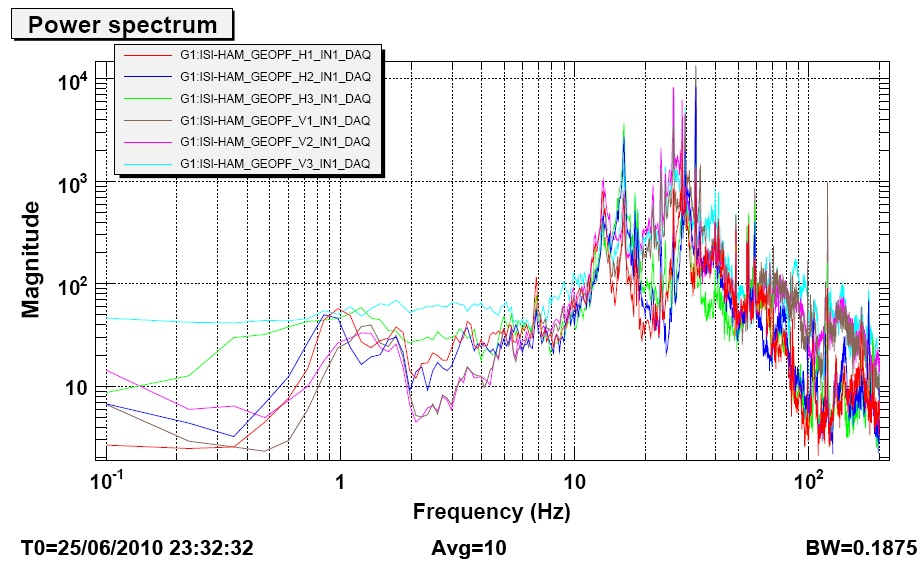 Power spectrum
G1:ISI-HAM_GEOPF_H1_IN1_DAQ
G1:ISI-HAM_GEOPF_H2_IN1_DAQ
G1:ISI-HAM_GEOPF_H3_IN1_DAQ
G1:ISI-HAM_GEOPF_V1_IN1_DAQ
G1:ISI-HAM_GEOPF_V2_IN1_DAQ
G1:ISI-HAM_GEOPF_V3_IN1_DAQ
10⁴
10³
10²
10
Magnitude
10⁻¹ 1 10 10²
Frequency (Hz)
T0=25/06/2010 23:32:32 Avg=10 BW=0.1875